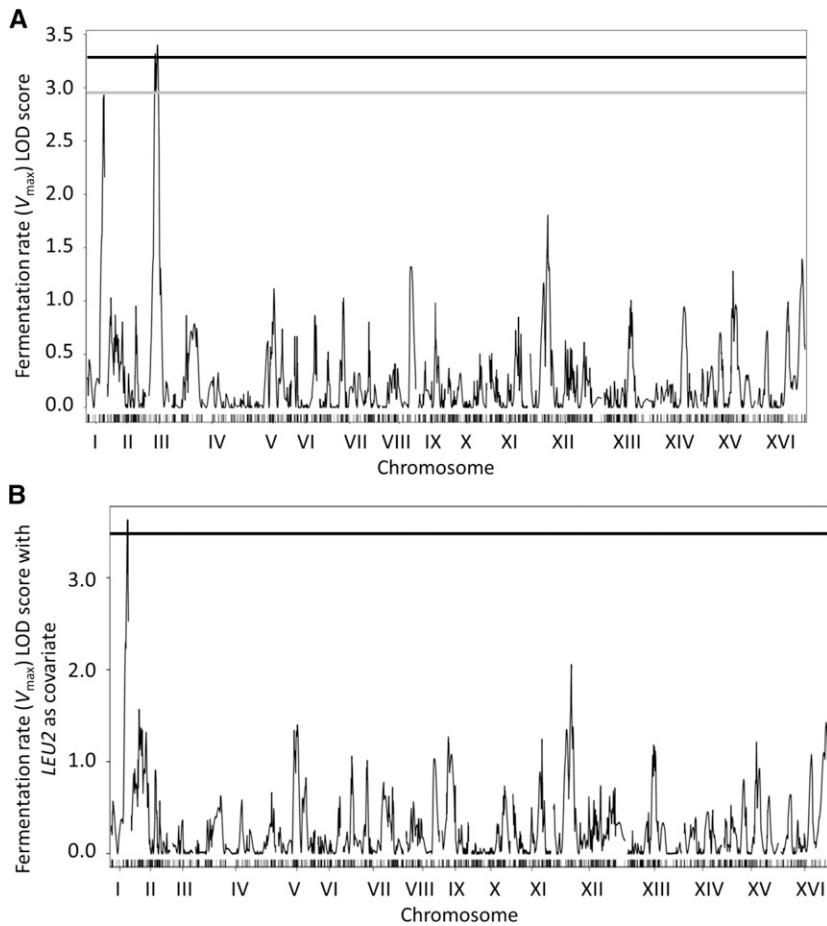 A
Fermentation rate (Vmax) LOD score
3.5
3.0
2.5
2.0
1.5
1.0
0.5
0.0
I II III IV V VI VII VIII IX X XI XII XIII XIV XV XVI
Chromosome
B
Fermentation rate (Vmax) LOD score with
LEU2 as covariate
3.0
2.0
1.0
0.0
I II III IV V VI VII VIII IX X XI XII XIII XIV XV XVI
Chromosome